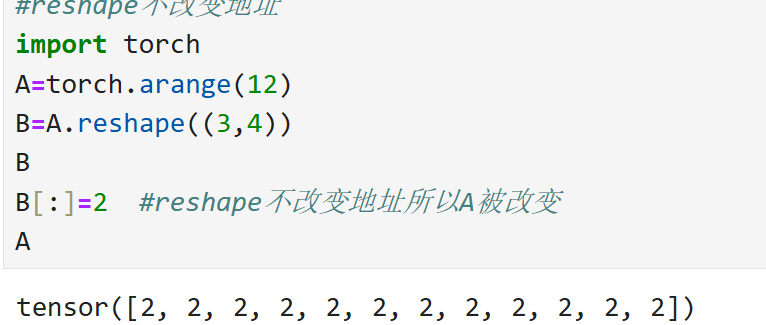 #reshape不改变地址
import torch
A=torch.arange(12)
B=A.reshape((3,4))
B
B[:]=2  #reshape不改变地址所以A被改变
A
tensor([2, 2, 2, 2, 2, 2, 2, 2, 2, 2, 2, 2])